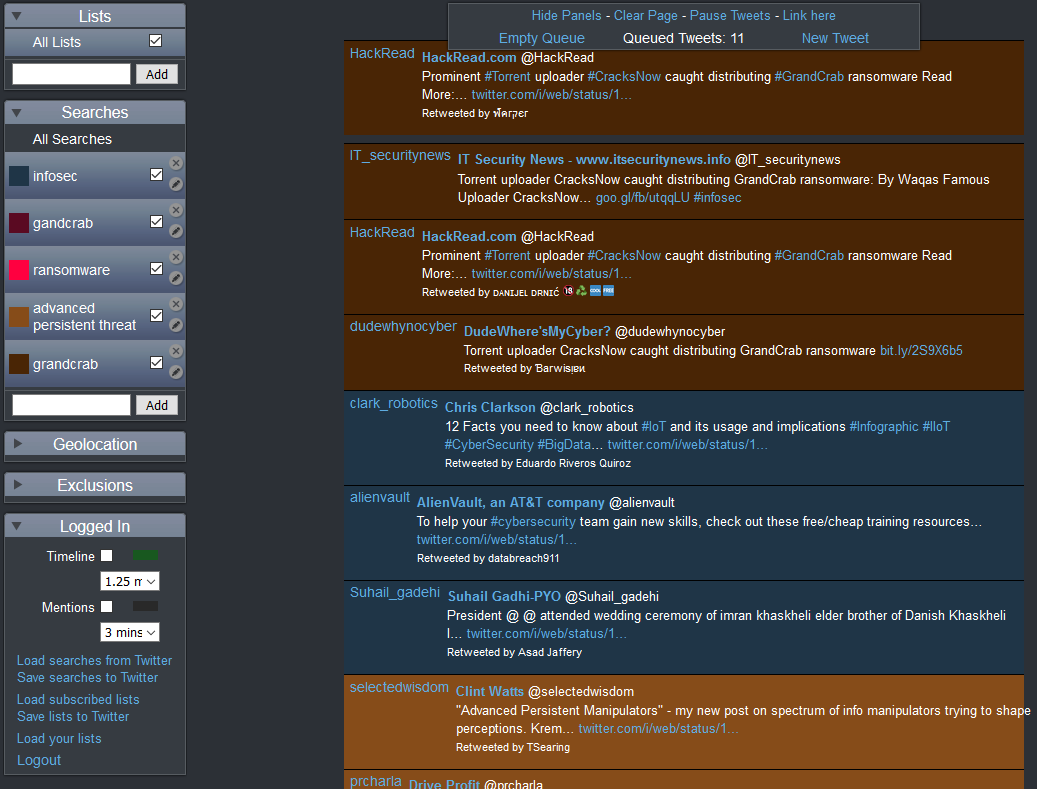 Lists
All Lists
Add
Searches
All Searches
infosec
gandcrab
ransomware
advanced
persistent threat
grandcrab
Add
Geolocation
Exclusions
Logged In
Timeline
1.25 m
Mentions
3 mins
Load searches from Twitter
Save searches to Twitter
Load subscribed lists
Save lists to Twitter
Load your lists
Logout
Hide Panels - Clear Page - Pause Tweets - Link here
Empty Queue Queued Tweets: 11 New Tweet
HackRead
HackRead.com @HackRead
Prominent #Torrent uploader #CracksNow caught distributing #GrandCrab ransomware Read
More:… twitter.com/i/web/status/1…
Retweeted by
IT_securitynews
IT Security News - www.itsecuritynews.info @IT_securitynews
Torrent uploader CracksNow caught distributing GrandCrab ransomware: By Waqas Famous
Uploader CracksNow… goo.gl/fb/utqqLU #infosec
HackRead
HackRead.com @HackRead
Prominent #Torrent uploader #CracksNow caught distributing #GrandCrab ransomware Read
More:… twitter.com/i/web/status/1…
Retweeted by ᴅᴀɴɪᴊᴇʟ ᴅʀɴɪć 🔞♻️🆒🆓
dudewhynocyber
DudeWhere'sMyCyber? @dudewhynocyber
Torrent uploader CracksNow caught distributing GrandCrab ransomware bit.ly/2S9X6b5
Retweeted by
clark_robotics
Chris Clarkson @clark_robotics
12 Facts you need to know about #IoT and its usage and implications #Infographic #IIoT
#CyberSecurity #BigData… twitter.com/i/web/status/1…
Retweeted by Eduardo Riveros Quiroz
alienvault
AlienVault, an AT&T company @alienvault
To help your #cybersecurity team gain new skills, check out these free/cheap training resources…
twitter.com/i/web/status/1…
Retweeted by databreach911
Suhail_gadehi
Suhail Gadhi-PYO @Suhail_gadehi
President @ @ attended wedding ceremony of imran khaskheli elder brother of Danish Khaskheli
I… twitter.com/i/web/status/1…
Retweeted by Asad Jaffery
selectedwisdom
Clint Watts @selectedwisdom
"Advanced Persistent Manipulators" - my new post on spectrum of info manipulators trying to shape
perceptions. Krem… twitter.com/i/web/status/1…
Retweeted by TSearing
prcharla
Drive Profit @prcharla